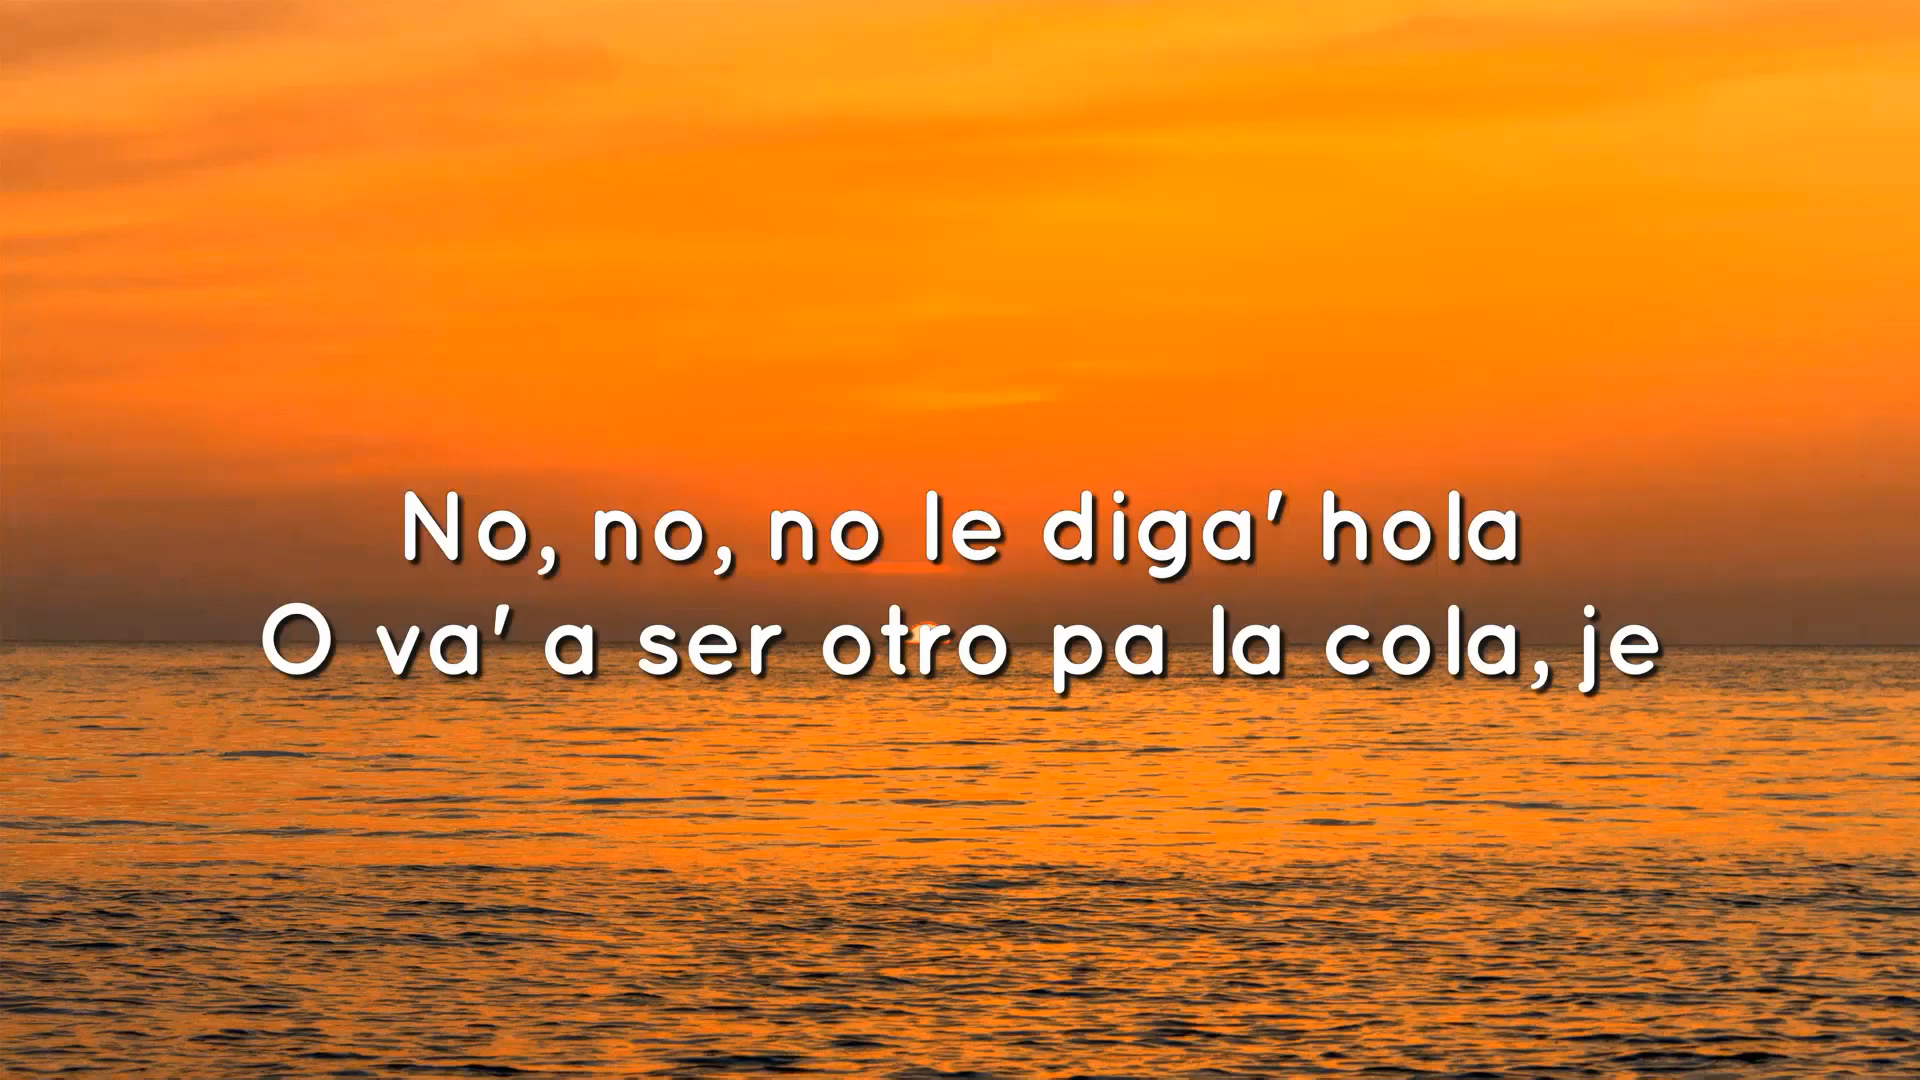 No, no, no le diga' hola
O va' a ser otro pa la cola, je